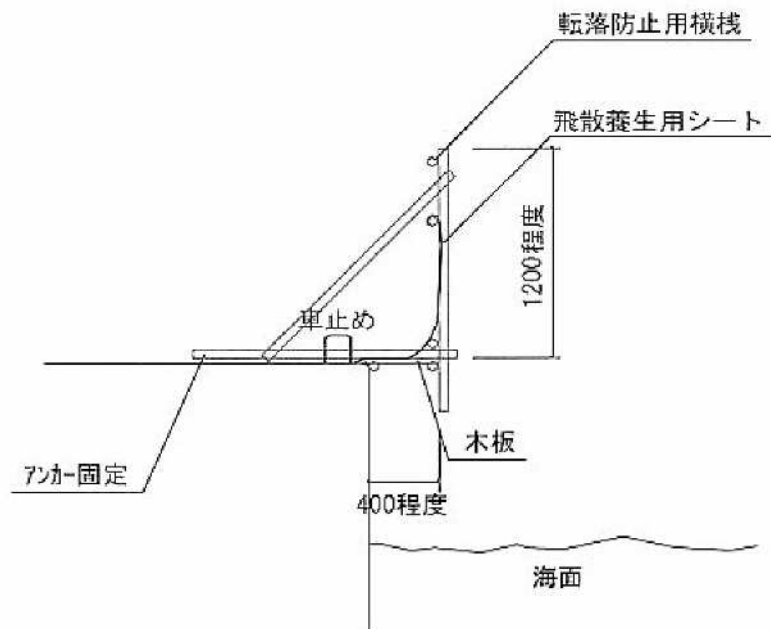 転落防止用横桟
飛散養生用シート
1200程度
車止め
木板
アンカー固定
400程度
海面